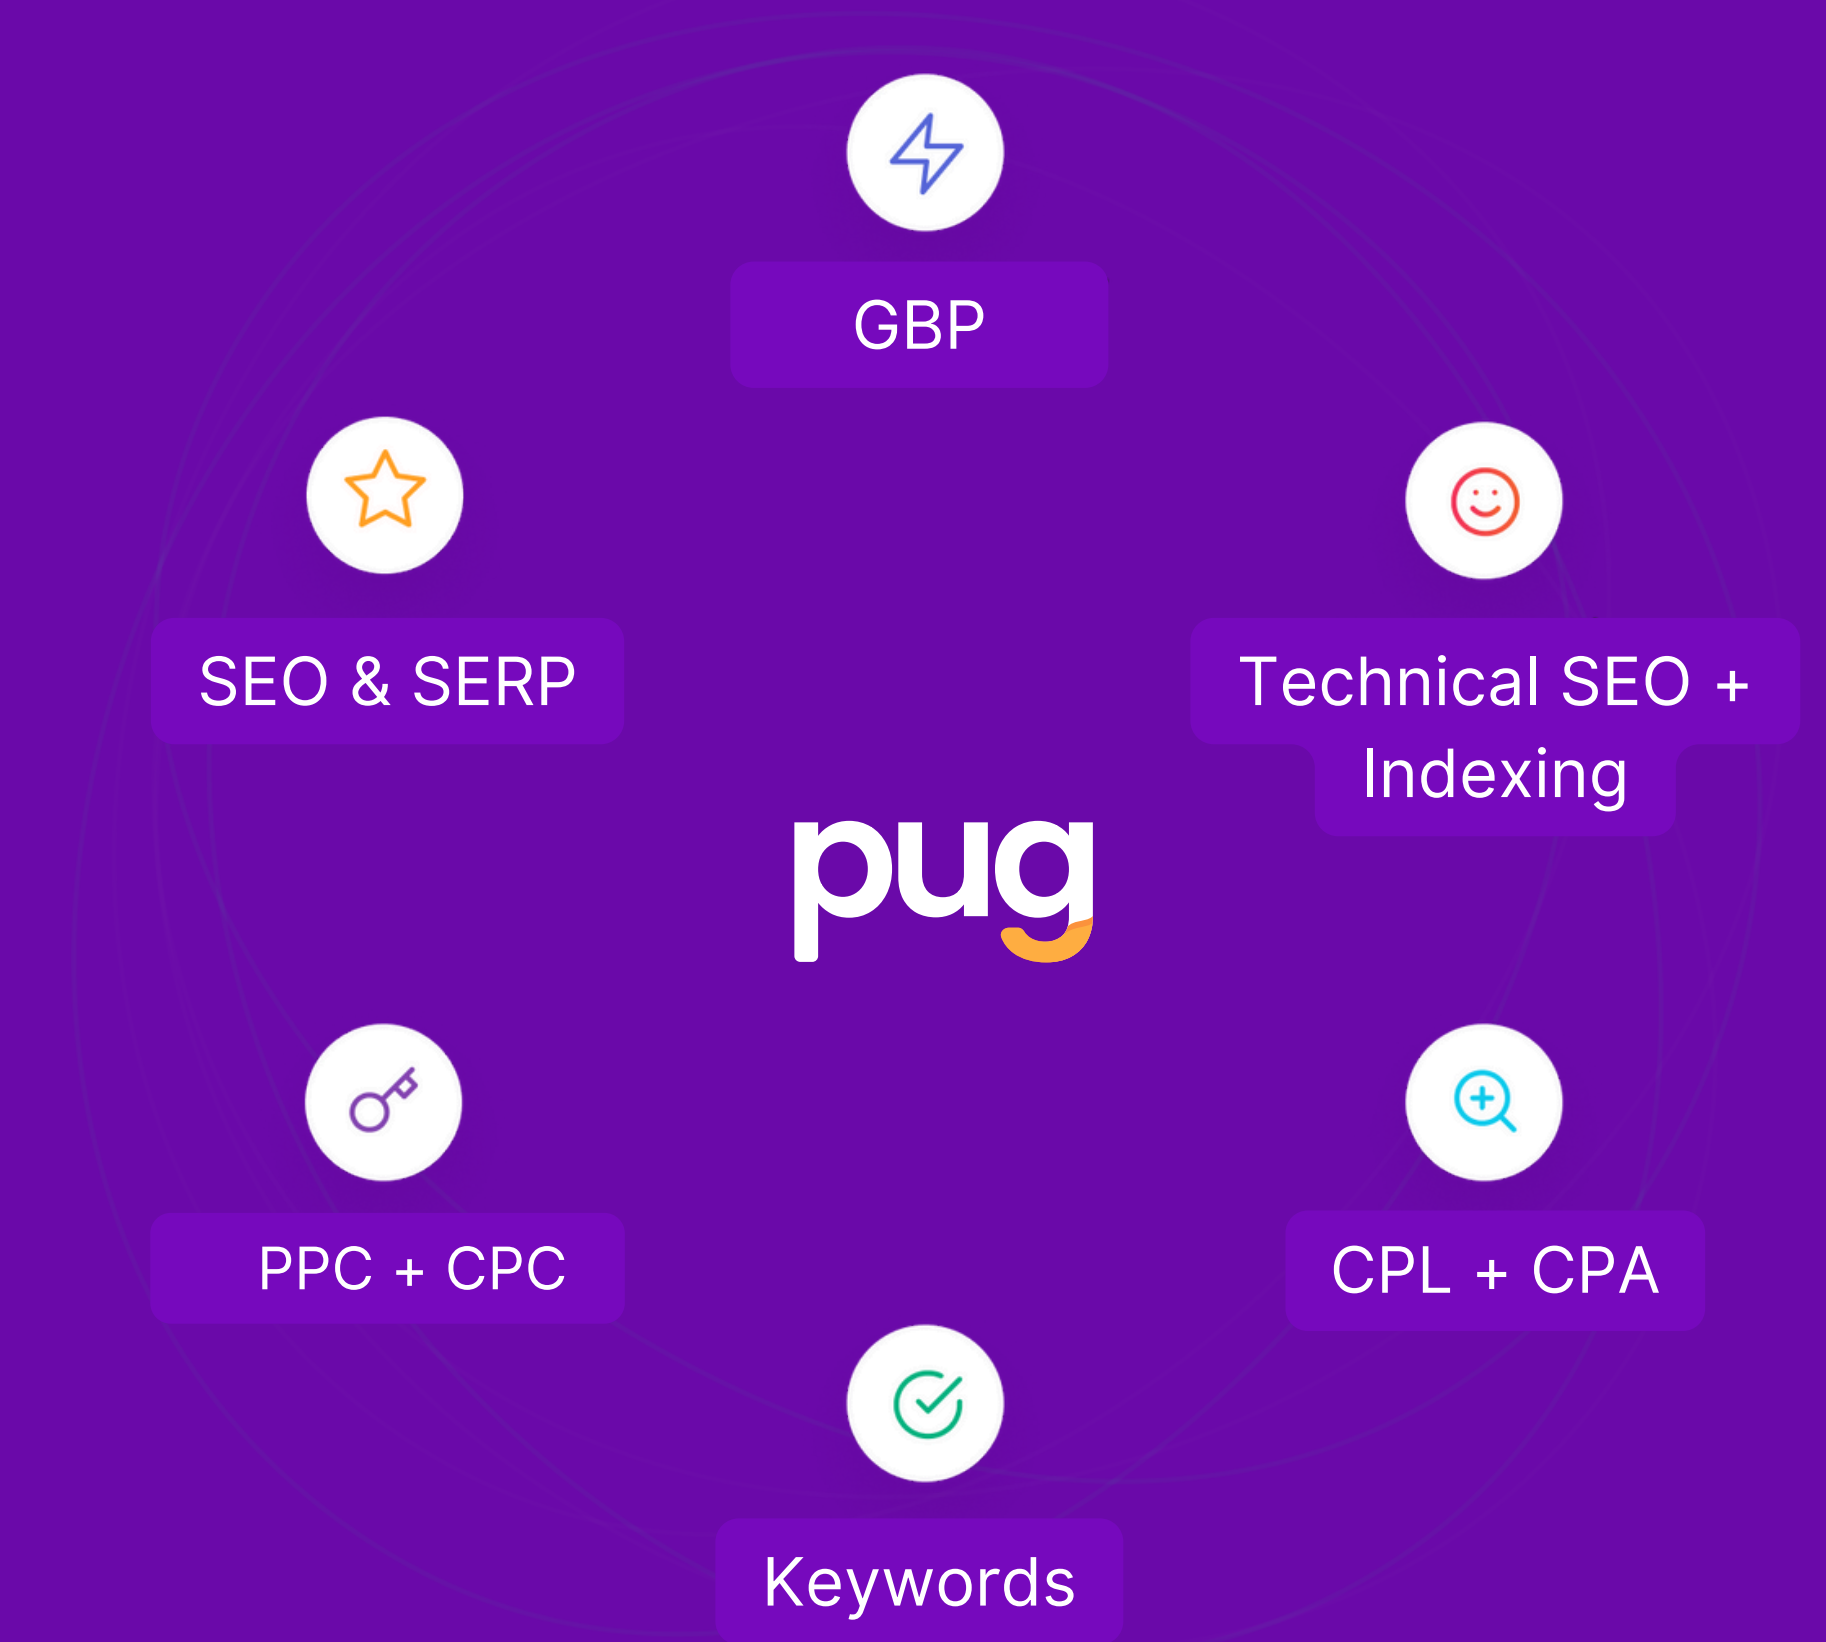 GBP
SEO & SERP
Technical SEO +
Indexing
pug
PPC + CPC
CPL + CPA
Keywords